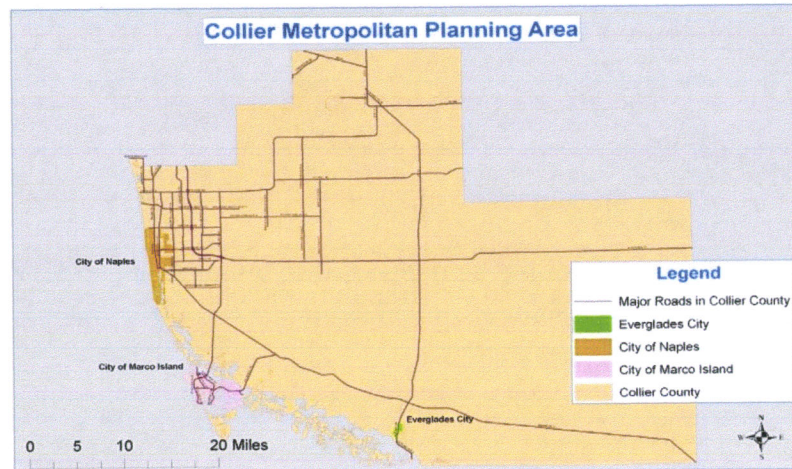 Collier Metropolitan Planning Area
City of Naples
City of Marco Island
Everglades City
Legend
Major Roads in Collier County
Everglades City
City of Naples
City of Marco Island
Collier County
0 5 10 20 Miles
N
W E
S